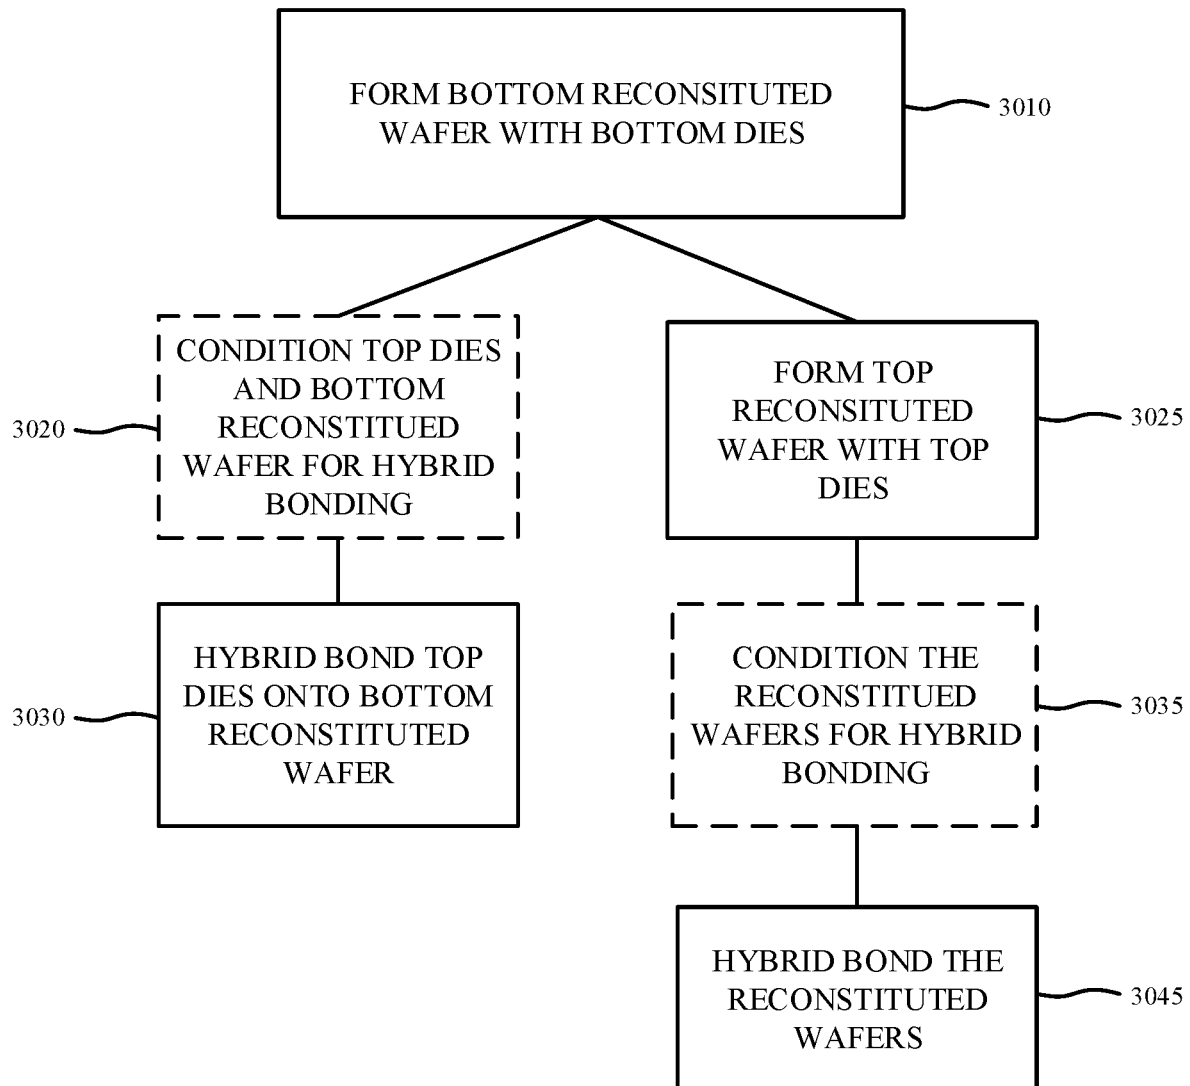 FORM BOTTOM RECONSITUTED
WAFER WITH BOTTOM DIES
3010
CONDITION TOP DIES
AND BOTTOM
RECONSTITUED
WAFER FOR HYBRID
BONDING
3020
FORM TOP
RECONSITUTED
WAFER WITH TOP
DIES
3025
HYBRID BOND TOP
DIES ONTO BOTTOM
RECONSTITUTED
WAFER
3030
CONDITION THE
RECONSTITUED
WAFERS FOR HYBRID
BONDING
3035
HYBRID BOND THE
RECONSTITUTED
WAFERS
3045